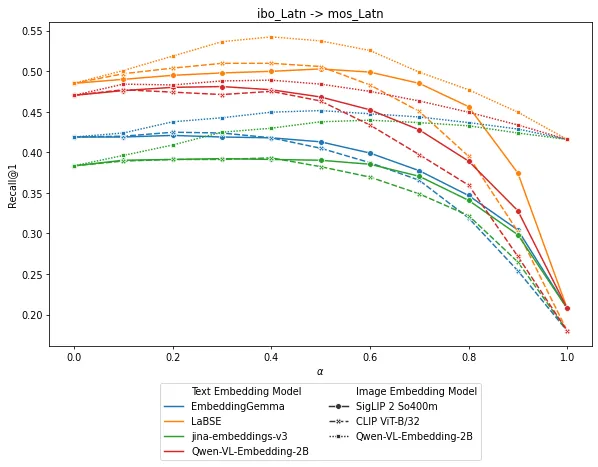 ibo_Latn -> mos_Latn
Recall@1
0.55
0.50
0.45
0.40
0.35
0.30
0.25
0.20
0.0 0.2 0.4 0.6 0.8 1.0
α
Text Embedding Model
EmbeddingGemma
LaBSE
jina-embeddings-v3
Qwen-VL-Embedding-2B
Image Embedding Model
SigLIP 2 So400m
CLIP ViT-B/32
Qwen-VL-Embedding-2B